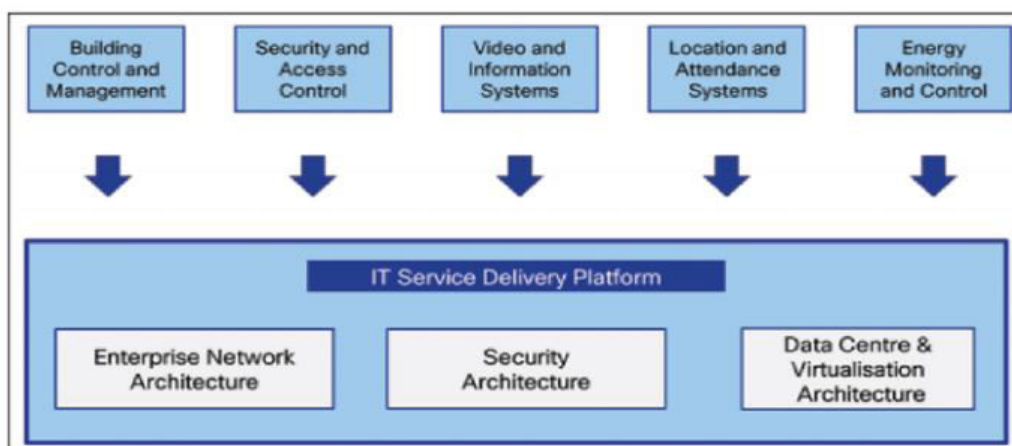 Building
Control and
Management
Security and
Access
Control
Video and
Information
Systems
Location and
Attendance
Systems
Energy
Monitoring
and Control
IT Service Delivery Platform
Enterprise Network
Architecture
Security
Architecture
Data Centre &
Virtualisation
Architecture